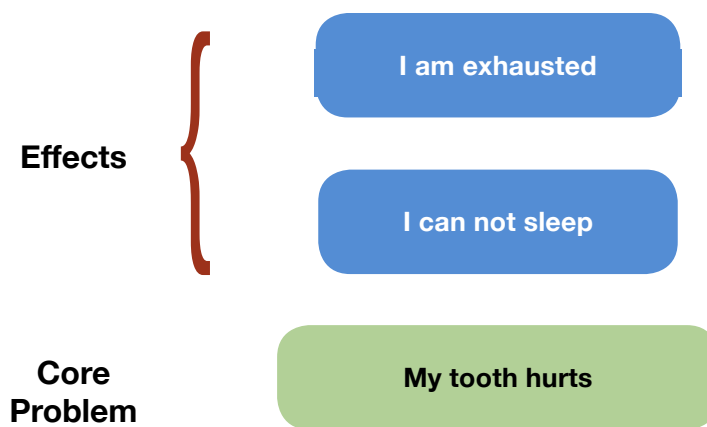 I am exhausted
Effects
I can not sleep
Core
Problem
My tooth hurts